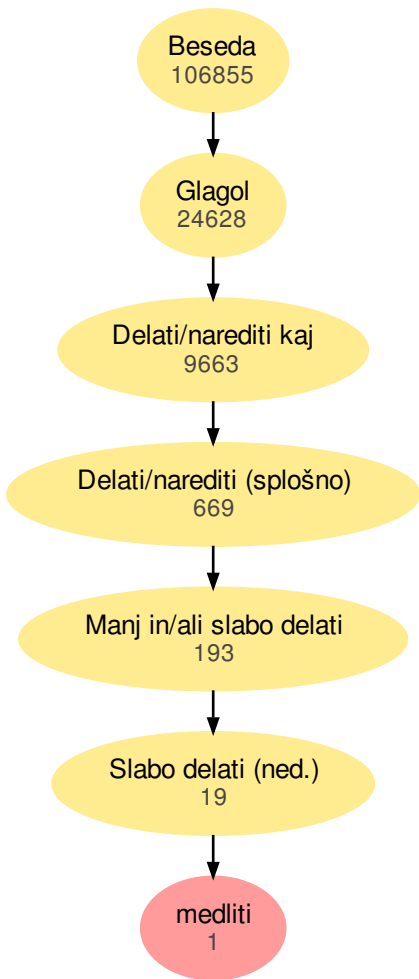 Beseda
106855
Glagol
24628
Delati/narediti kaj
9663
Delati/narediti (splošno)
669
Manj in/ali slabo delati
193
Slabo delati (ned.)
19
medliti
1